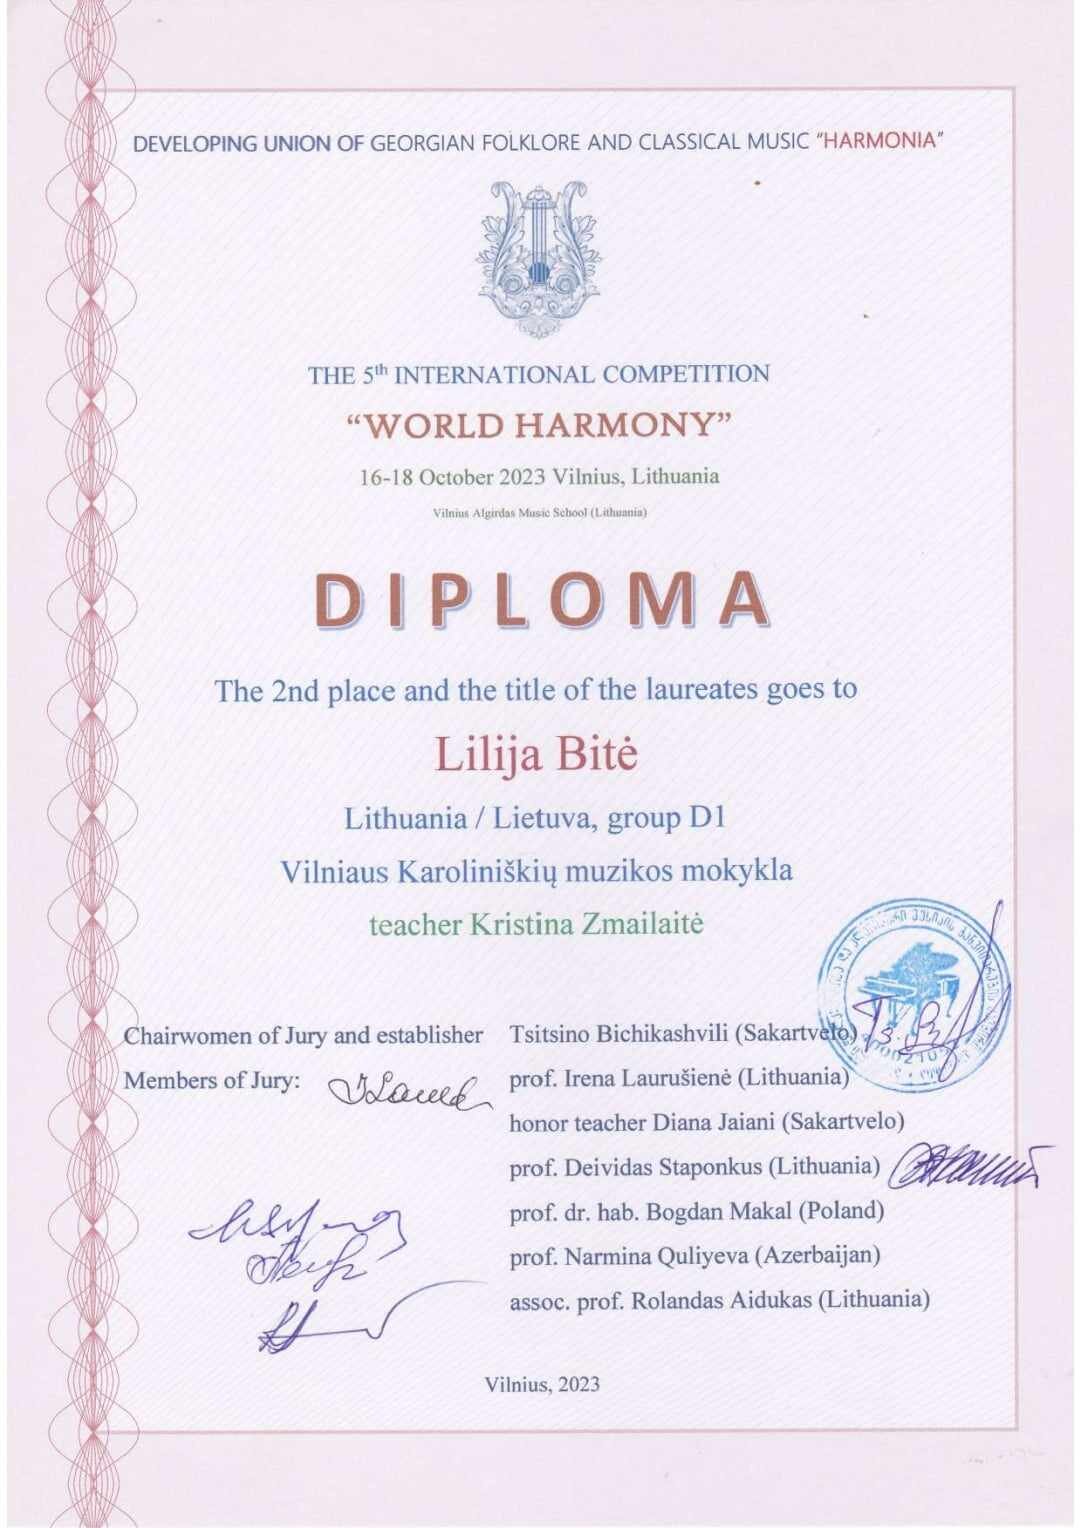 DEVELOPING UNION OF GEORGIAN FOLKLORE AND CLASSICAL MUSIC “HARMONIA”
THE 5th INTERNATIONAL COMPETITION
“WORLD HARMONY”
16-18 October 2023 Vilnius, Lithuania
Vilnius Algirdas Music School (Lithuania)
DIPLOMA
The 2nd place and the title of the laureates goes to
Lilija Bitė
Lithuania / Lietuva, group D1
Vilniaus Karoliniškių muzikos mokykla
teacher Kristina Zmailaitė
Chairwomen of Jury and establisher Tsitsino Bichikashvili (Sakartvelo)
Members of Jury: prof. Irena Laurušienė (Lithuania)
honor teacher Diana Jaiani (Sakartvelo)
prof. Deividas Staponkus (Lithuania)
prof. dr. hab. Bogdan Makal (Poland)
prof. Narmina Quliyeva (Azerbaijan)
assoc. prof. Rolandas Aidukas (Lithuania)
Vilnius, 2023